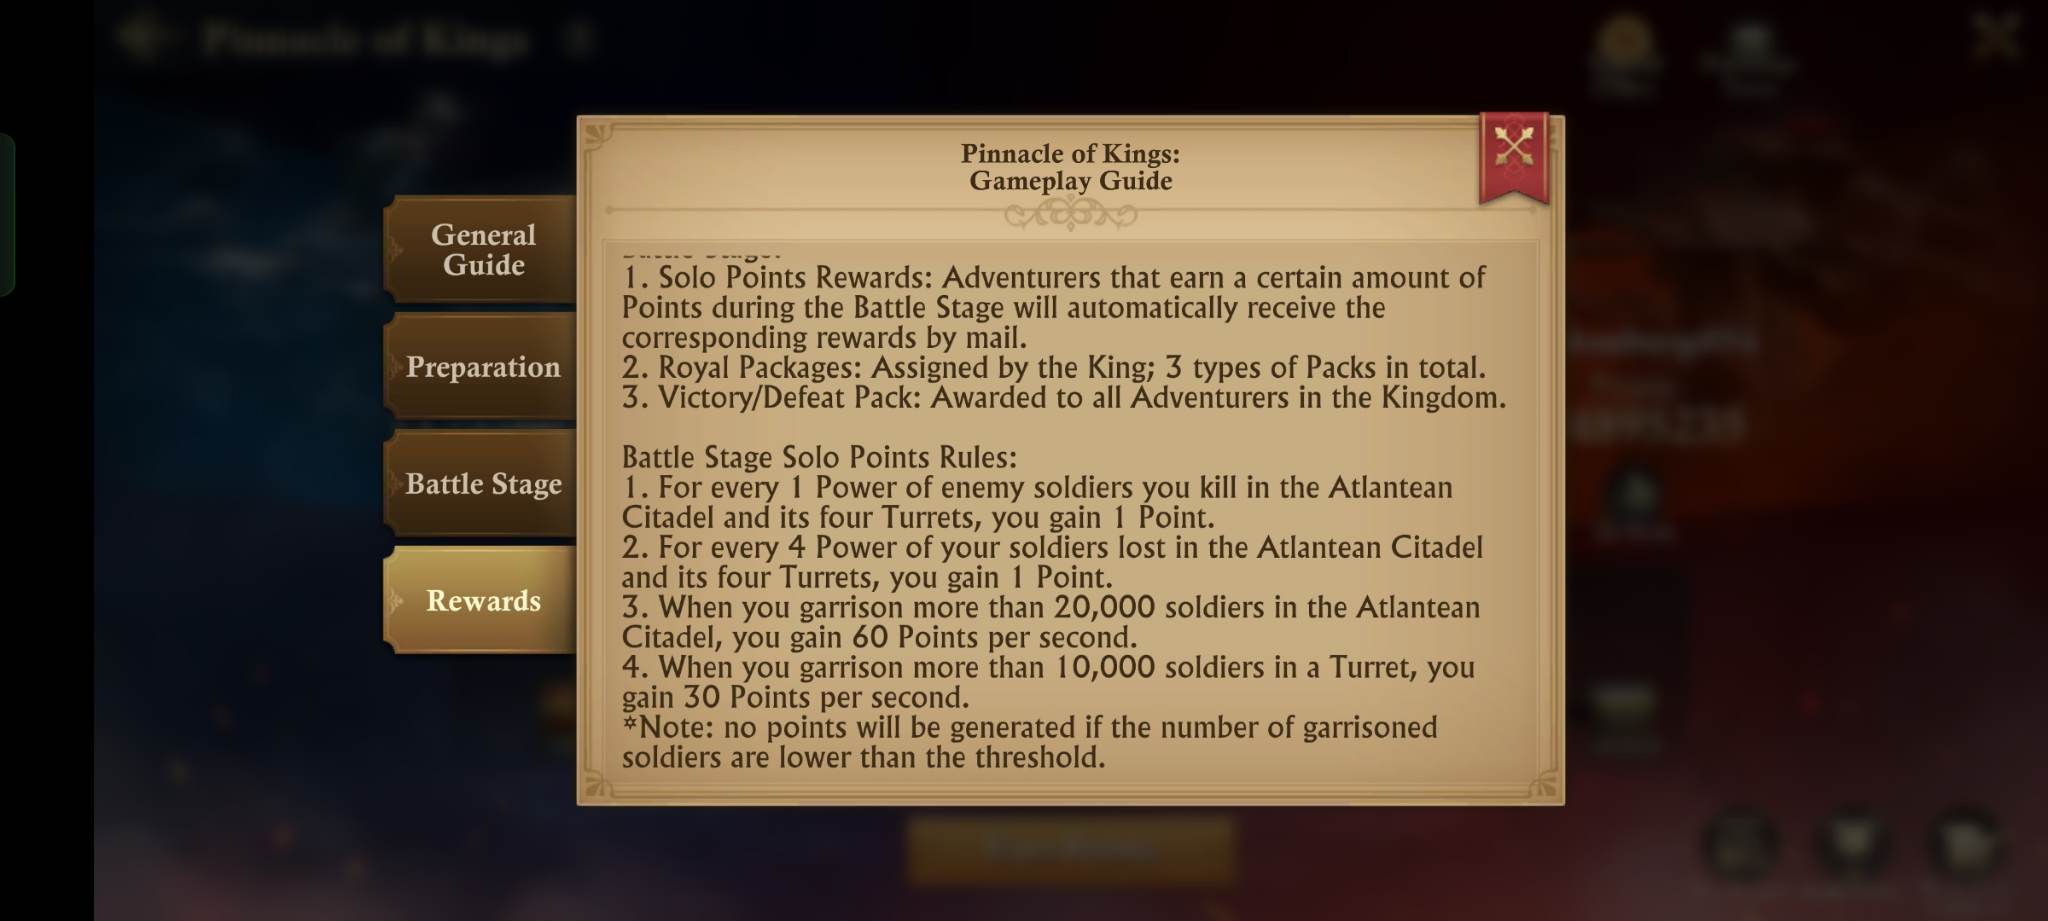 Pinnacle of Kings
Pinnacle of Kings:
Gameplay Guide
General
Guide
Preparation
Battle Stage
Rewards
1. Solo Points Rewards: Adventurers that earn a certain amount of
Points during the Battle Stage will automatically receive the
corresponding rewards by mail.
2. Royal Packages: Assigned by the King; 3 types of Packs in total.
3. Victory/Defeat Pack: Awarded to all Adventurers in the Kingdom.
Battle Stage Solo Points Rules:
1. For every 1 Power of enemy soldiers you kill in the Atlantean
Citadel and its four Turrets, you gain 1 Point.
2. For every 4 Power of your soldiers lost in the Atlantean Citadel
and its four Turrets, you gain 1 Point.
3. When you garrison more than 20,000 soldiers in the Atlantean
Citadel, you gain 60 Points per second.
4. When you garrison more than 10,000 soldiers in a Turret, you
gain 30 Points per second.
*Note: no points will be generated if the number of garrisoned
soldiers are lower than the threshold.